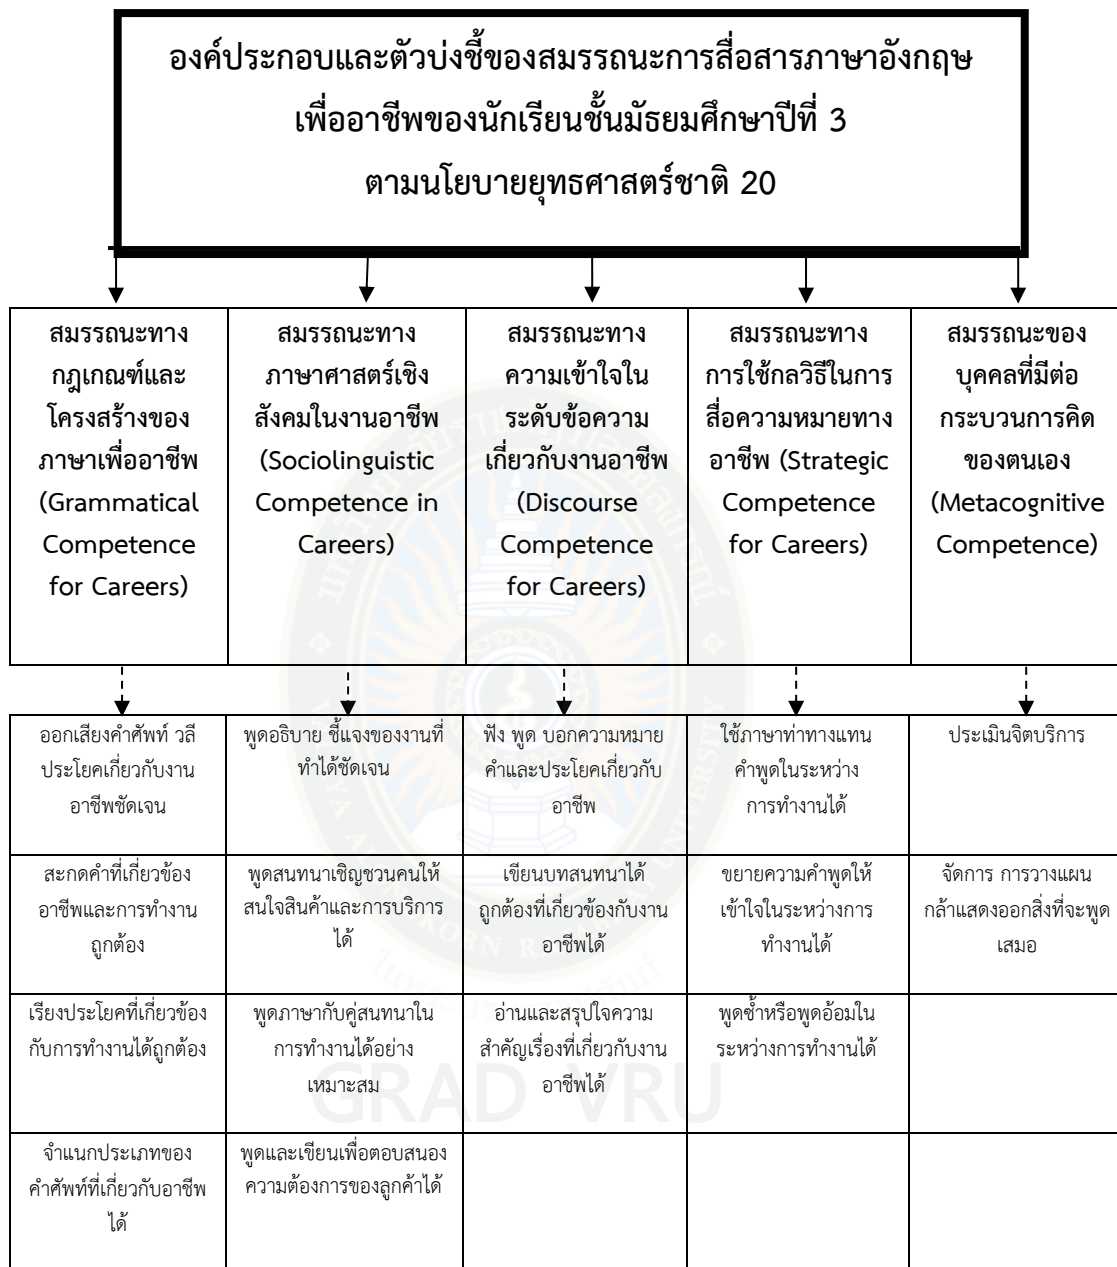 องค์ประกอบและตัวบ่งชี้ของสมรรถนะการสื่อสารภาษาอังกฤษ
เพื่ออาชีพของนักเรียนชั้นมัธยมศึกษาปีที่ 3
ตามนโยบายยุทธศาสตร์ชาติ 20
สมรรถนะทาง
กฎเกณฑ์และ
โครงสร้างของ
ภาษาเพื่ออาชีพ
(Grammatical
Competence
for Careers)
สมรรถนะทาง
ภาษาศาสตร์เชิง
สังคมในงานอาชีพ
(Sociolinguistic
Competence in
Careers)
สมรรถนะทาง
ความเข้าใจใน
ระดับข้อความ
เกี่ยวกับงานอาชีพ
(Discourse
Competence
for Careers)
สมรรถนะทาง
การใช้กลวิธีในการ
สื่อความหมายทาง
อาชีพ (Strategic
Competence
for Careers)
สมรรถนะของ
บุคคลที่มีต่อ
กระบวนการคิด
ของตนเอง
(Metacognitive
Competence)
ออกเสียงคำศัพท์ วลี
ประโยคเกี่ยวกับงาน
อาชีพชัดเจน
พูดอธิบาย ชี้แจงของงานที่
ทำได้ชัดเจน
ฟัง พูด บอกความหมาย
คำและประโยคเกี่ยวกับ
อาชีพ
ใช้ภาษาท่าทางแทน
คำพูดในระหว่าง
การทำงานได้
ประเมินจิตบริการ
สะกดคำที่เกี่ยวข้อง
อาชีพและการทำงาน
ถูกต้อง
พูดสนทนาเชิญชวนคนให้
สนใจสินค้าและการบริการ
ได้
เขียนบทสนทนาได้
ถูกต้องที่เกี่ยวข้องกับงาน
อาชีพได้
ขยายความคำพูดให้
เข้าใจในระหว่างการ
ทำงานได้
จัดการ การวางแผน
กล้าแสดงออกสิ่งที่จะพูด
เสมอ
เรียงประโยคที่เกี่ยวข้อง
กับการทำงานได้ถูกต้อง
พูดภาษากับคู่สนทนาใน
การทำงานได้อย่าง
เหมาะสม
อ่านและสรุปใจความ
สำคัญเรื่องที่เกี่ยวกับงาน
อาชีพได้
พูดซ้ำหรือพูดอ้อมใน
ระหว่างการทำงานได้
จำแนกประเภทของ
คำศัพท์ที่เกี่ยวกับอาชีพ
ได้
พูดและเขียนเพื่อตอบสนอง
ความต้องการของลูกค้าได้
GRAD VRU